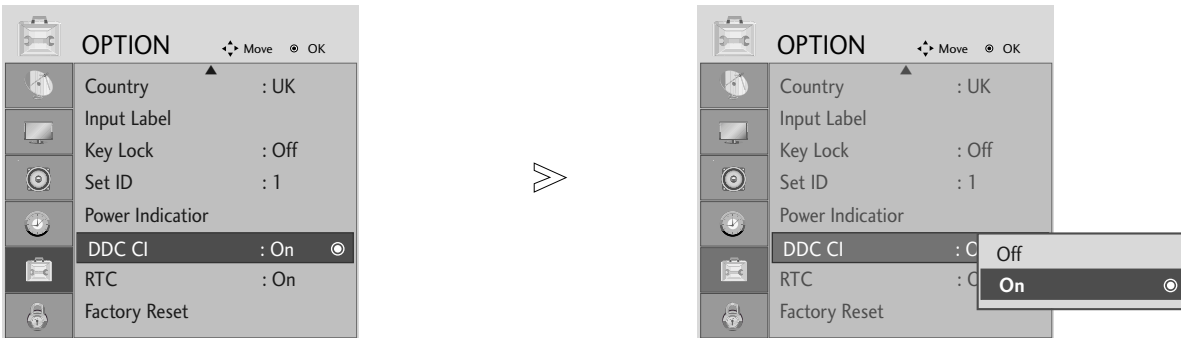 OPTION Move OK
Country : UK
Input Label
Key Lock : Off
Set ID : 1
Power Indicatior
DDC CI : On
RTC : On
Factory Reset
OPTION Move OK
Country : UK
Input Label
Key Lock : Off
Set ID : 1
Power Indicatior
DDC CI
RTC
Factory Reset
Off
On